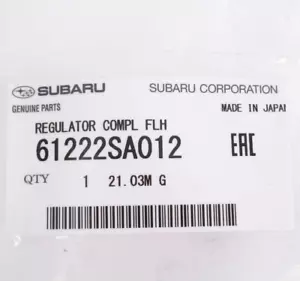 SUBARU SUBARU CORPORATION
GENUINE PARTS MADE IN JAPAN
REGULATOR COMPL FLH
61222SA012 EAC
QTY 1 21.03M G